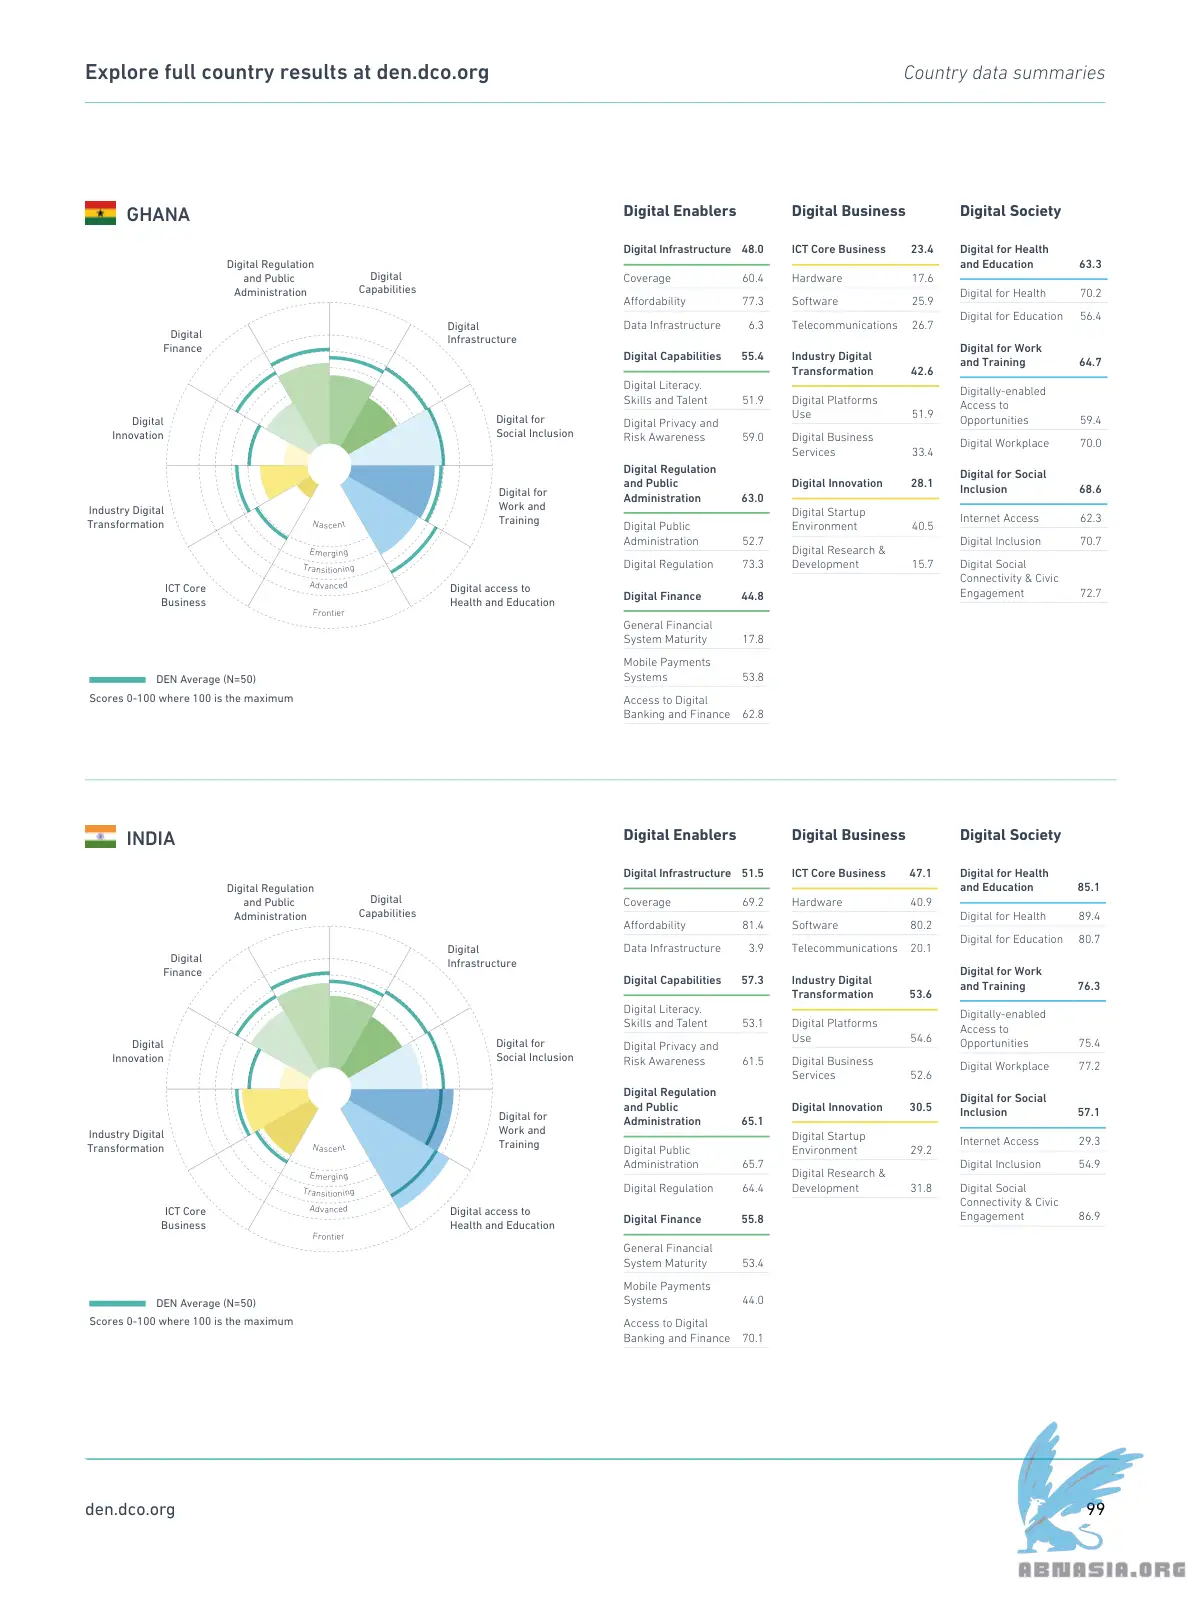 Explore full country results at den.dco.org
Country data summaries
GHANA
Digital Regulation
and Public
Administration
Digital
Capabilities
Digital
Infrastructure
Digital
Finance
Digital
Innovation
Digital for
Social Inclusion
Industry Digital
Transformation
Digital for
Work and
Training
ICT Core
Business
Digital access to
Health and Education
Nascent
Emerging
Transitioning
Advanced
Frontier
DEN Average (N=50)
Scores 0-100 where 100 is the maximum
Digital Enablers
Digital Infrastructure 48.0
Coverage 60.4
Affordability 77.3
Data Infrastructure 6.3
Digital Capabilities 55.4
Digital Literacy.
Skills and Talent 51.9
Digital Privacy and
Risk Awareness 59.0
Digital Regulation
and Public
Administration 63.0
Digital Public
Administration 52.7
Digital Regulation 73.3
Digital Finance 44.8
General Financial
System Maturity 17.8
Mobile Payments
Systems 53.8
Access to Digital
Banking and Finance 62.8
Digital Business
ICT Core Business 23.4
Hardware 17.6
Software 25.9
Telecommunications 26.7
Industry Digital
Transformation 42.6
Digital Platforms
Use 51.9
Digital Business
Services 33.4
Digital Innovation 28.1
Digital Startup
Environment 40.5
Digital Research &
Development 15.7
Digital Society
Digital for Health
and Education 63.3
Digital for Health 70.2
Digital for Education 56.4
Digital for Work
and Training 64.7
Digitally-enabled
Access to
Opportunities 59.4
Digital Workplace 70.0
Digital for Social
Inclusion 68.6
Internet Access 62.3
Digital Inclusion 70.7
Digital Social
Connectivity & Civic
Engagement 72.7
INDIA
Digital Regulation
and Public
Administration
Digital
Capabilities
Digital
Infrastructure
Digital
Finance
Digital
Innovation
Digital for
Social Inclusion
Industry Digital
Transformation
Digital for
Work and
Training
ICT Core
Business
Digital access to
Health and Education
Nascent
Emerging
Transitioning
Advanced
Frontier
DEN Average (N=50)
Scores 0-100 where 100 is the maximum
Digital Enablers
Digital Infrastructure 51.5
Coverage 69.2
Affordability 81.4
Data Infrastructure 3.9
Digital Capabilities 57.3
Digital Literacy.
Skills and Talent 53.1
Digital Privacy and
Risk Awareness 61.5
Digital Regulation
and Public
Administration 65.1
Digital Public
Administration 65.7
Digital Regulation 64.4
Digital Finance 55.8
General Financial
System Maturity 53.4
Mobile Payments
Systems 44.0
Access to Digital
Banking and Finance 70.1
Digital Business
ICT Core Business 47.1
Hardware 40.9
Software 80.2
Telecommunications 20.1
Industry Digital
Transformation 53.6
Digital Platforms
Use 54.6
Digital Business
Services 52.6
Digital Innovation 30.5
Digital Startup
Environment 29.2
Digital Research &
Development 31.8
Digital Society
Digital for Health
and Education 85.1
Digital for Health 89.4
Digital for Education 80.7
Digital for Work
and Training 76.3
Digitally-enabled
Access to
Opportunities 75.4
Digital Workplace 77.2
Digital for Social
Inclusion 57.1
Internet Access 29.3
Digital Inclusion 54.9
Digital Social
Connectivity & Civic
Engagement 86.9
den.dco.org
99
ABNASIA.ORG